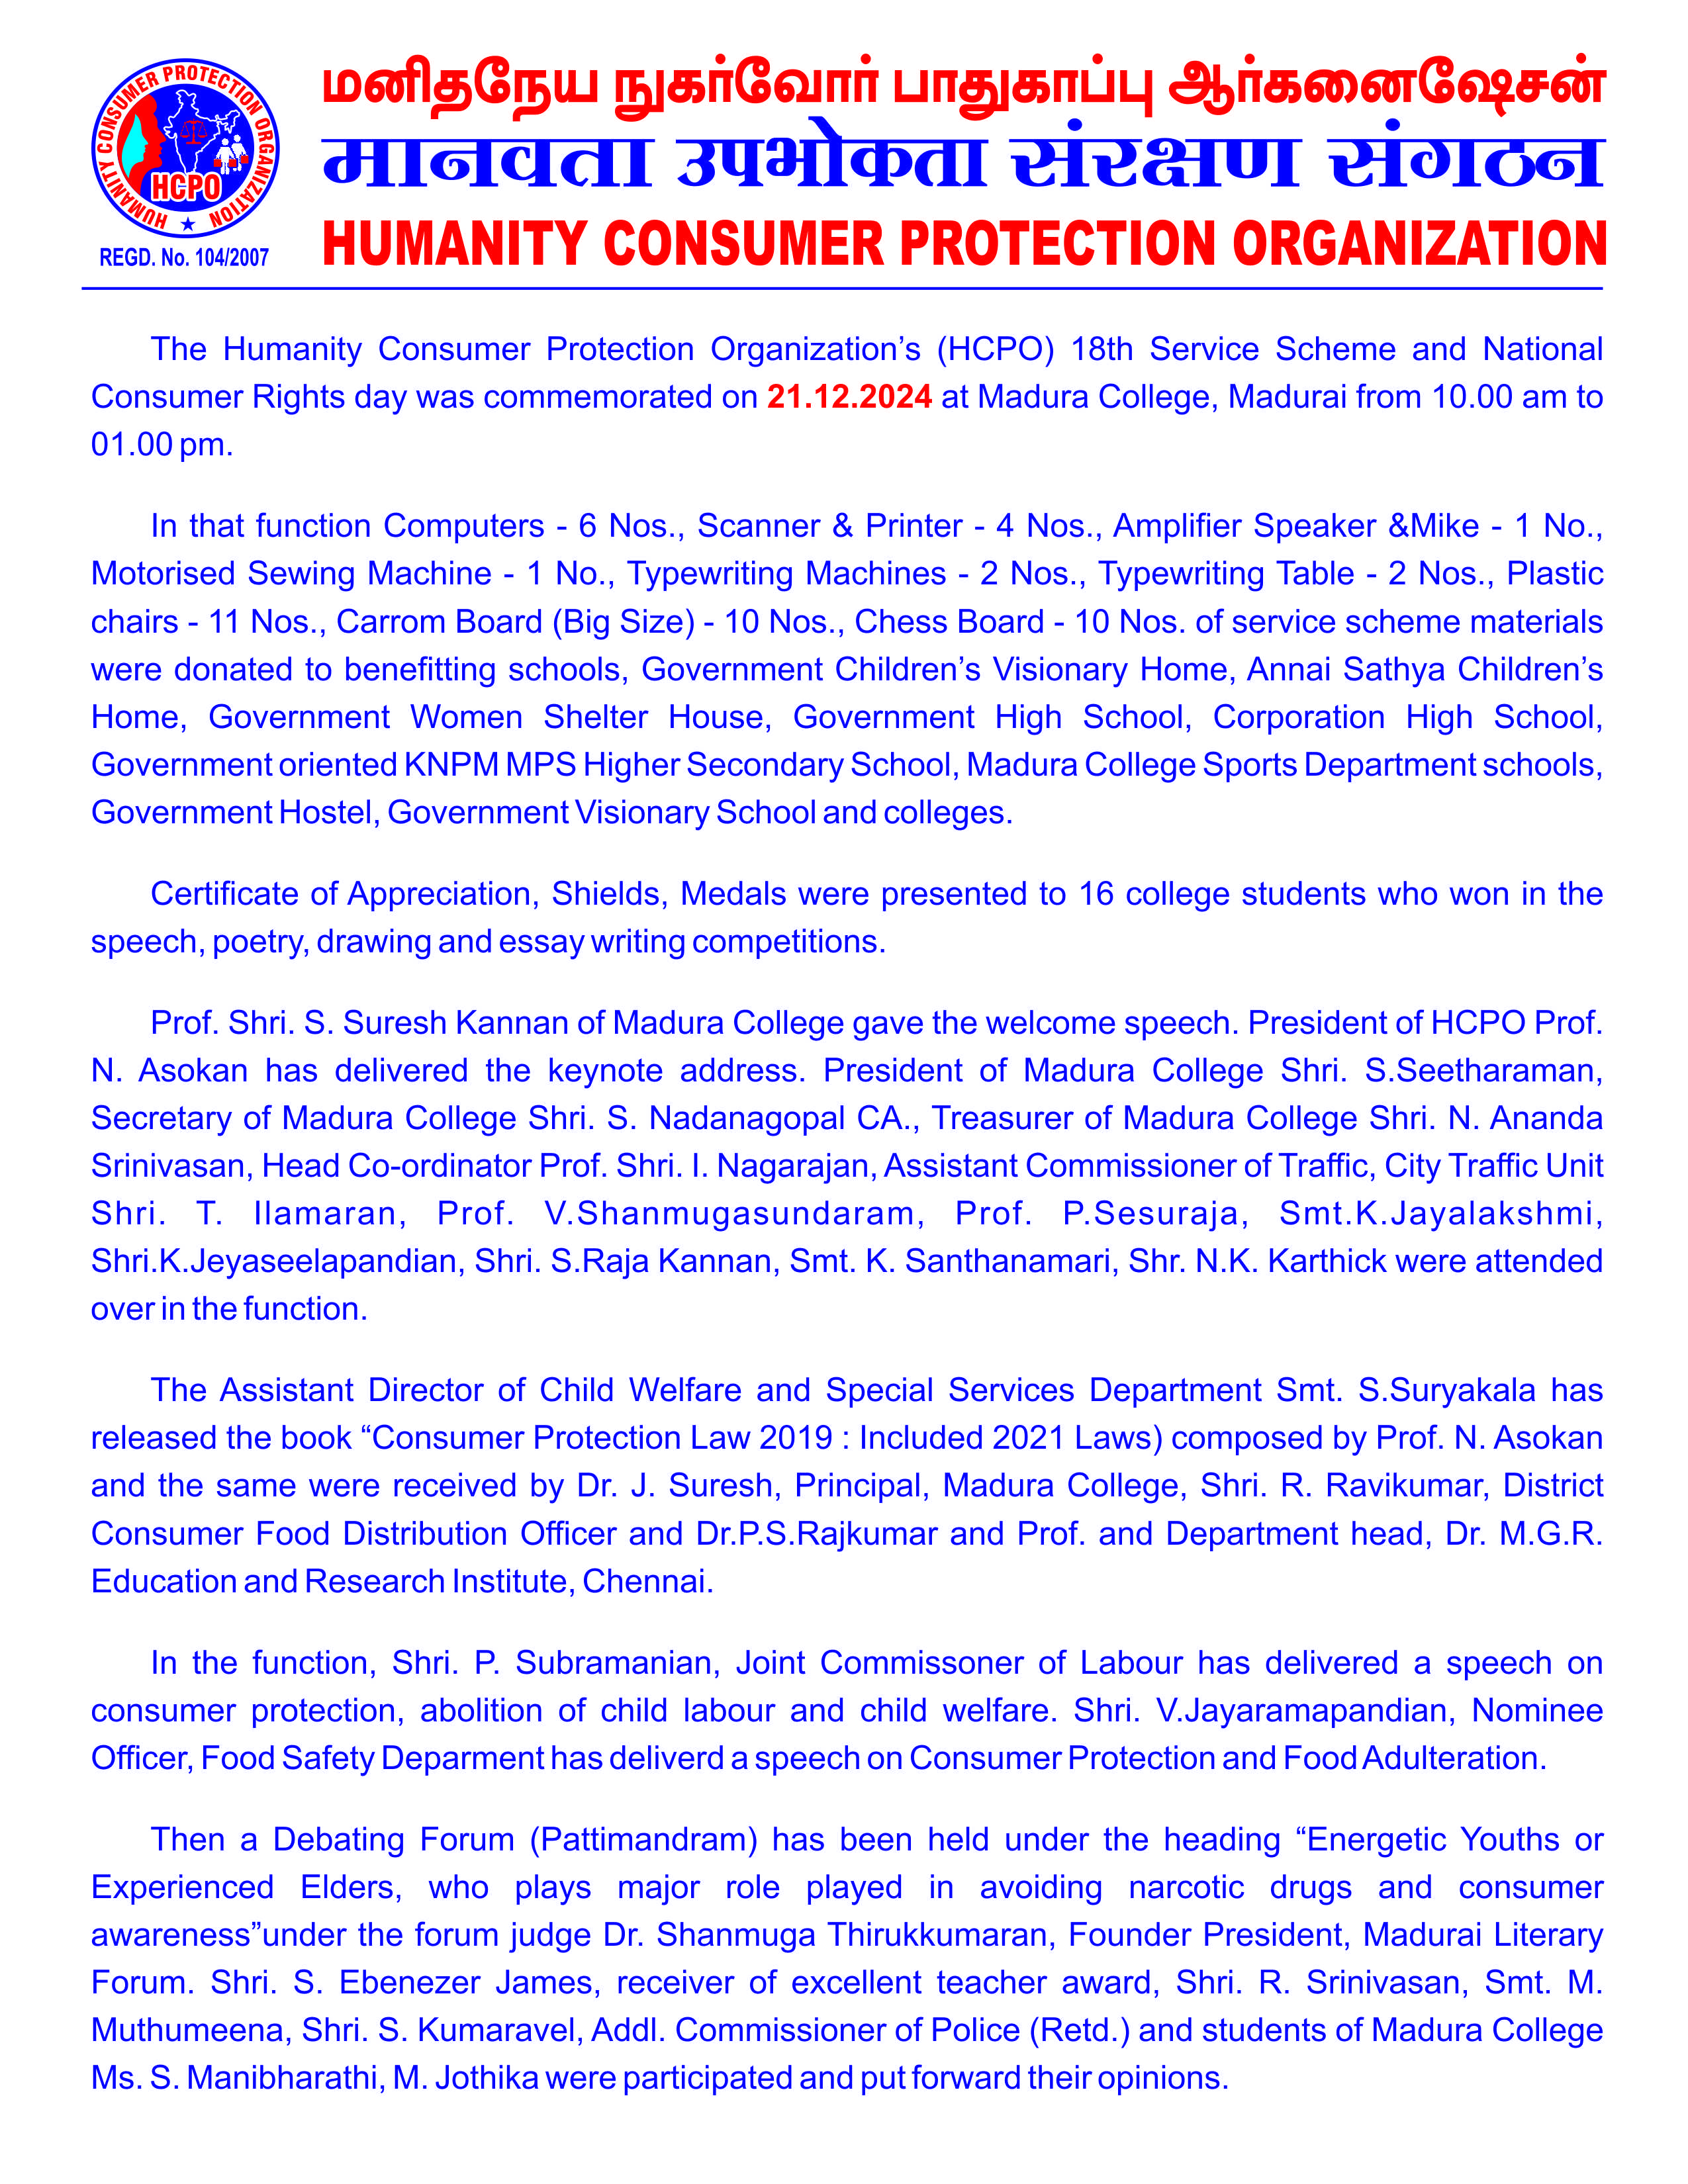 HUMANITY CONSUMER PROTECTION ORGANIZATION
HCPO
REGD. No. 104/2007
மனிதநேய நுகர்வோர் பாதுகாப்பு ஆர்கனைஷேசன்
मानवता उपभोकता संरक्षण संगठन
HUMANITY CONSUMER PROTECTION ORGANIZATION
The Humanity Consumer Protection Organization’s (HCPO) 18th Service Scheme and National
Consumer Rights day was commemorated on 21.12.2024 at Madura College, Madurai from 10.00 am to
01.00 pm.
In that function Computers - 6 Nos., Scanner & Printer - 4 Nos., Amplifier Speaker &Mike - 1 No.,
Motorised Sewing Machine - 1 No., Typewriting Machines - 2 Nos., Typewriting Table - 2 Nos., Plastic
chairs - 11 Nos., Carrom Board (Big Size) - 10 Nos., Chess Board - 10 Nos. of service scheme materials
were donated to benefitting schools, Government Children’s Visionary Home, Annai Sathya Children’s
Home, Government Women Shelter House, Government High School, Corporation High School,
Government oriented KNPM MPS Higher Secondary School, Madura College Sports Department schools,
Government Hostel, Government Visionary School and colleges.
Certificate of Appreciation, Shields, Medals were presented to 16 college students who won in the
speech, poetry, drawing and essay writing competitions.
Prof. Shri. S. Suresh Kannan of Madura College gave the welcome speech. President of HCPO Prof.
N. Asokan has delivered the keynote address. President of Madura College Shri. S.Seetharaman,
Secretary of Madura College Shri. S. Nadanagopal CA., Treasurer of Madura College Shri. N. Ananda
Srinivasan, Head Co-ordinator Prof. Shri. I. Nagarajan, Assistant Commissioner of Traffic, City Traffic Unit
Shri. T. Ilamaran, Prof. V.Shanmugasundaram, Prof. P.Sesuraja, Smt.K.Jayalakshmi,
Shri.K.Jeyaseelapandian, Shri. S.Raja Kannan, Smt. K. Santhanamari, Shr. N.K. Karthick were attended
over in the function.
The Assistant Director of Child Welfare and Special Services Department Smt. S.Suryakala has
released the book “Consumer Protection Law 2019 : Included 2021 Laws) composed by Prof. N. Asokan
and the same were received by Dr. J. Suresh, Principal, Madura College, Shri. R. Ravikumar, District
Consumer Food Distribution Officer and Dr.P.S.Rajkumar and Prof. and Department head, Dr. M.G.R.
Education and Research Institute, Chennai.
In the function, Shri. P. Subramanian, Joint Commissoner of Labour has delivered a speech on
consumer protection, abolition of child labour and child welfare. Shri. V.Jayaramapandian, Nominee
Officer, Food Safety Deparment has deliverd a speech on Consumer Protection and Food Adulteration.
Then a Debating Forum (Pattimandram) has been held under the heading “Energetic Youths or
Experienced Elders, who plays major role played in avoiding narcotic drugs and consumer
awareness”under the forum judge Dr. Shanmuga Thirukkumaran, Founder President, Madurai Literary
Forum. Shri. S. Ebenezer James, receiver of excellent teacher award, Shri. R. Srinivasan, Smt. M.
Muthumeena, Shri. S. Kumaravel, Addl. Commissioner of Police (Retd.) and students of Madura College
Ms. S. Manibharathi, M. Jothika were participated and put forward their opinions.